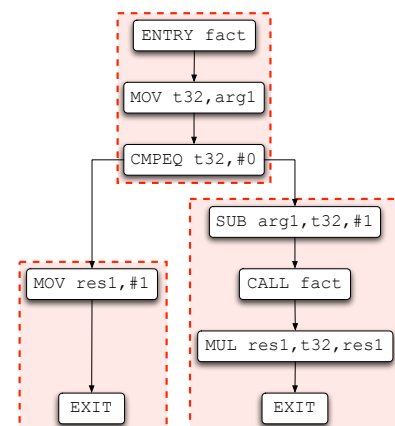 ENTRY fact
MOV t32,arg1
CMPEQ t32,#0
SUB arg1,t32,#1
MOV res1,#1
CALL fact
MUL res1,t32,res1
EXIT
EXIT